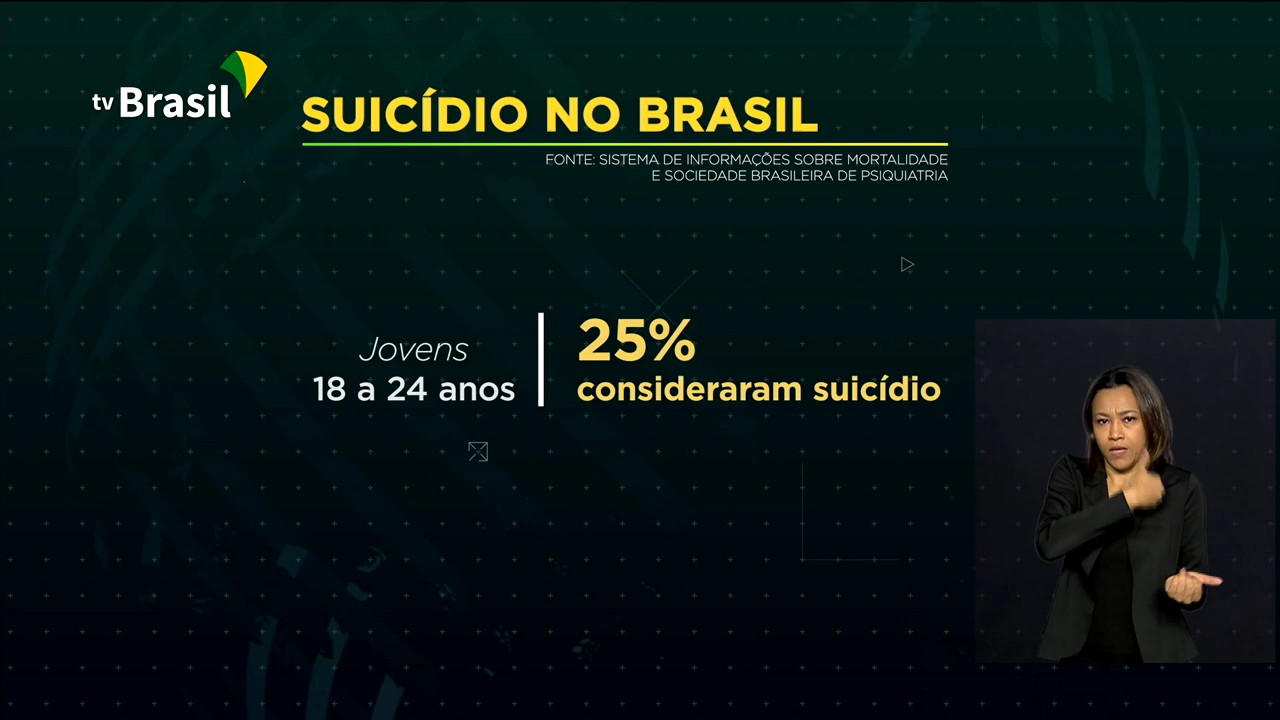 tv Brasil
SUICÍDIO NO BRASIL
FONTE: SISTEMA DE INFORMAÇÕES SOBRE MORTALIDADE
E SOCIEDADE BRASILEIRA DE PSIQUIATRIA
Jovens
18 a 24 anos
25%
consideraram suicídio